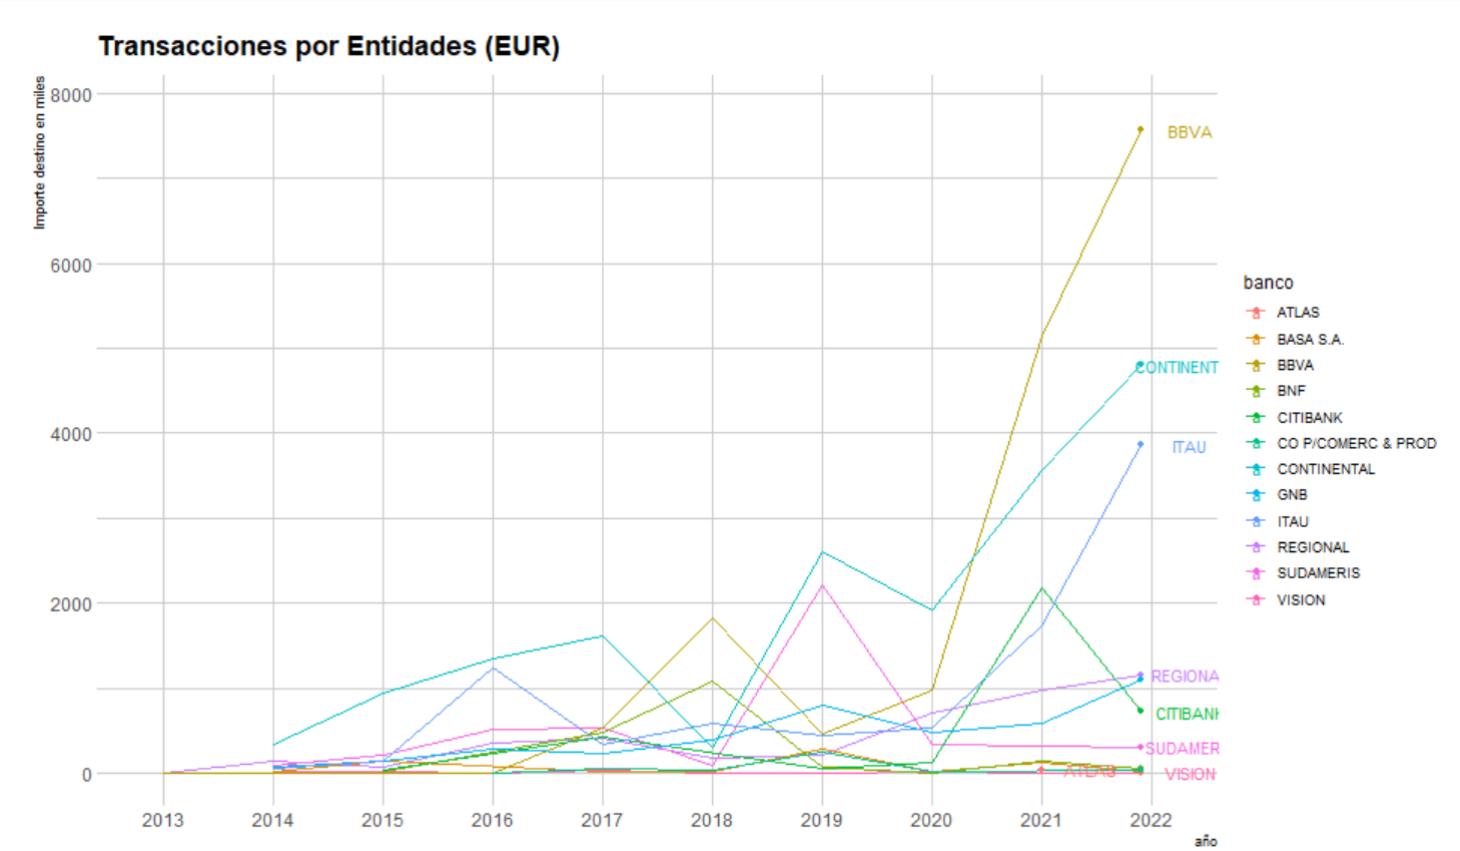 Transacciones por Entidades (EUR)
Importe destino en miles
8000
6000
4000
2000
0
2013 2014 2015 2016 2017 2018 2019 2020 2021 2022
año
BBVA
CONTINENT
ITAU
REGIONA
CITIBANK
SUDAMER
ATLAS
VISION
banco
ATLAS
BASA S.A.
BBVA
BNF
CITIBANK
CO P/COMERC & PROD
CONTINENTAL
GNB
ITAU
REGIONAL
SUDAMERIS
VISION